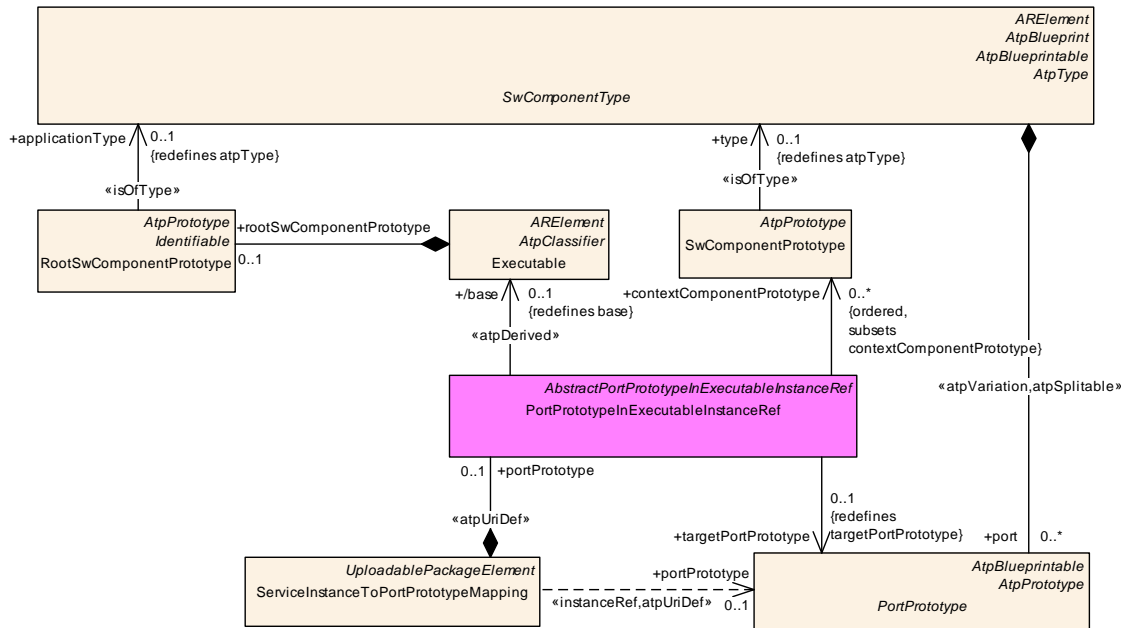 ARElement
AtpBlueprint
AtpBlueprintable
AtpType
SwComponentType
+applicationType
0..1
{redefines atpType}
«isOfType»
+type
0..1
{redefines atpType}
«isOfType»
AtpPrototype
Identifiable
RootSwComponentPrototype
+rootSwComponentPrototype
0..1
ARElement
AtpClassifier
Executable
AtpPrototype
SwComponentPrototype
+/base
0..1
{redefines base}
«atpDerived»
+contextComponentPrototype
0..*
{ordered,
subsets
contextComponentPrototype}
AbstractPortPrototypeInExecutableInstanceRef
PortPrototypeInExecutableInstanceRef
«atpVariation,atpSplitable»
0..1
+portPrototype
«atpUriDef»
0..1
{redefines
targetPortPrototype}
+targetPortPrototype
+port
0..*
UploadablePackageElement
ServiceInstanceToPortPrototypeMapping
+portPrototype
«instanceRef,atpUriDef»
0..1
AtpBlueprintable
AtpPrototype
PortPrototype